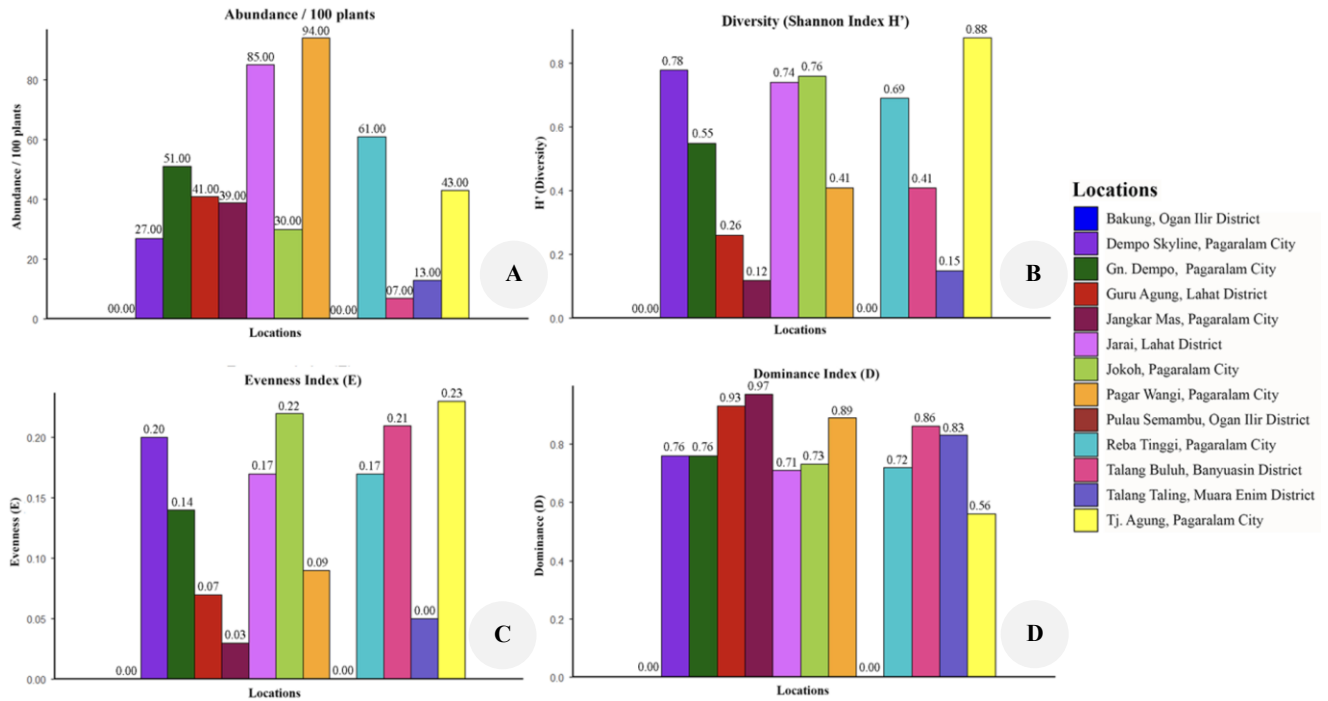 Abundance / 100 plants
Abundance / 100 plants
80
60
40
20
0
00.00
27.00
51.00
41.00
39.00
85.00
30.00
94.00
00.00
61.00
07.00
13.00
43.00
Locations
A
Diversity (Shannon Index H’)
H’ (Diversity)
0.8
0.6
0.4
0.2
0.0
00.00
0.78
0.55
0.26
0.12
0.74
0.76
0.41
0.00
0.69
0.41
0.15
0.88
Locations
B
Evenness Index (E)
Evenness (E)
0.20
0.15
0.10
0.05
0.00
0.00
0.20
0.14
0.07
0.03
0.17
0.22
0.09
0.00
0.17
0.21
0.00
0.23
Locations
C
Dominance Index (D)
Dominance (D)
0.8
0.6
0.4
0.2
0.0
0.00
0.76
0.76
0.93
0.97
0.71
0.73
0.89
0.00
0.72
0.86
0.83
0.56
Locations
D
Locations
Bakung, Ogan Ilir District
Dempo Skyline, Pagaralam City
Gn. Dempo, Pagaralam City
Guru Agung, Lahat District
Jangkar Mas, Pagaralam City
Jarai, Lahat District
Jokoh, Pagaralam City
Pagar Wangi, Pagaralam City
Pulau Semambu, Ogan Ilir District
Reba Tinggi, Pagaralam City
Talang Buluh, Banyuasin District
Talang Taling, Muara Enim District
Tj. Agung, Pagaralam City